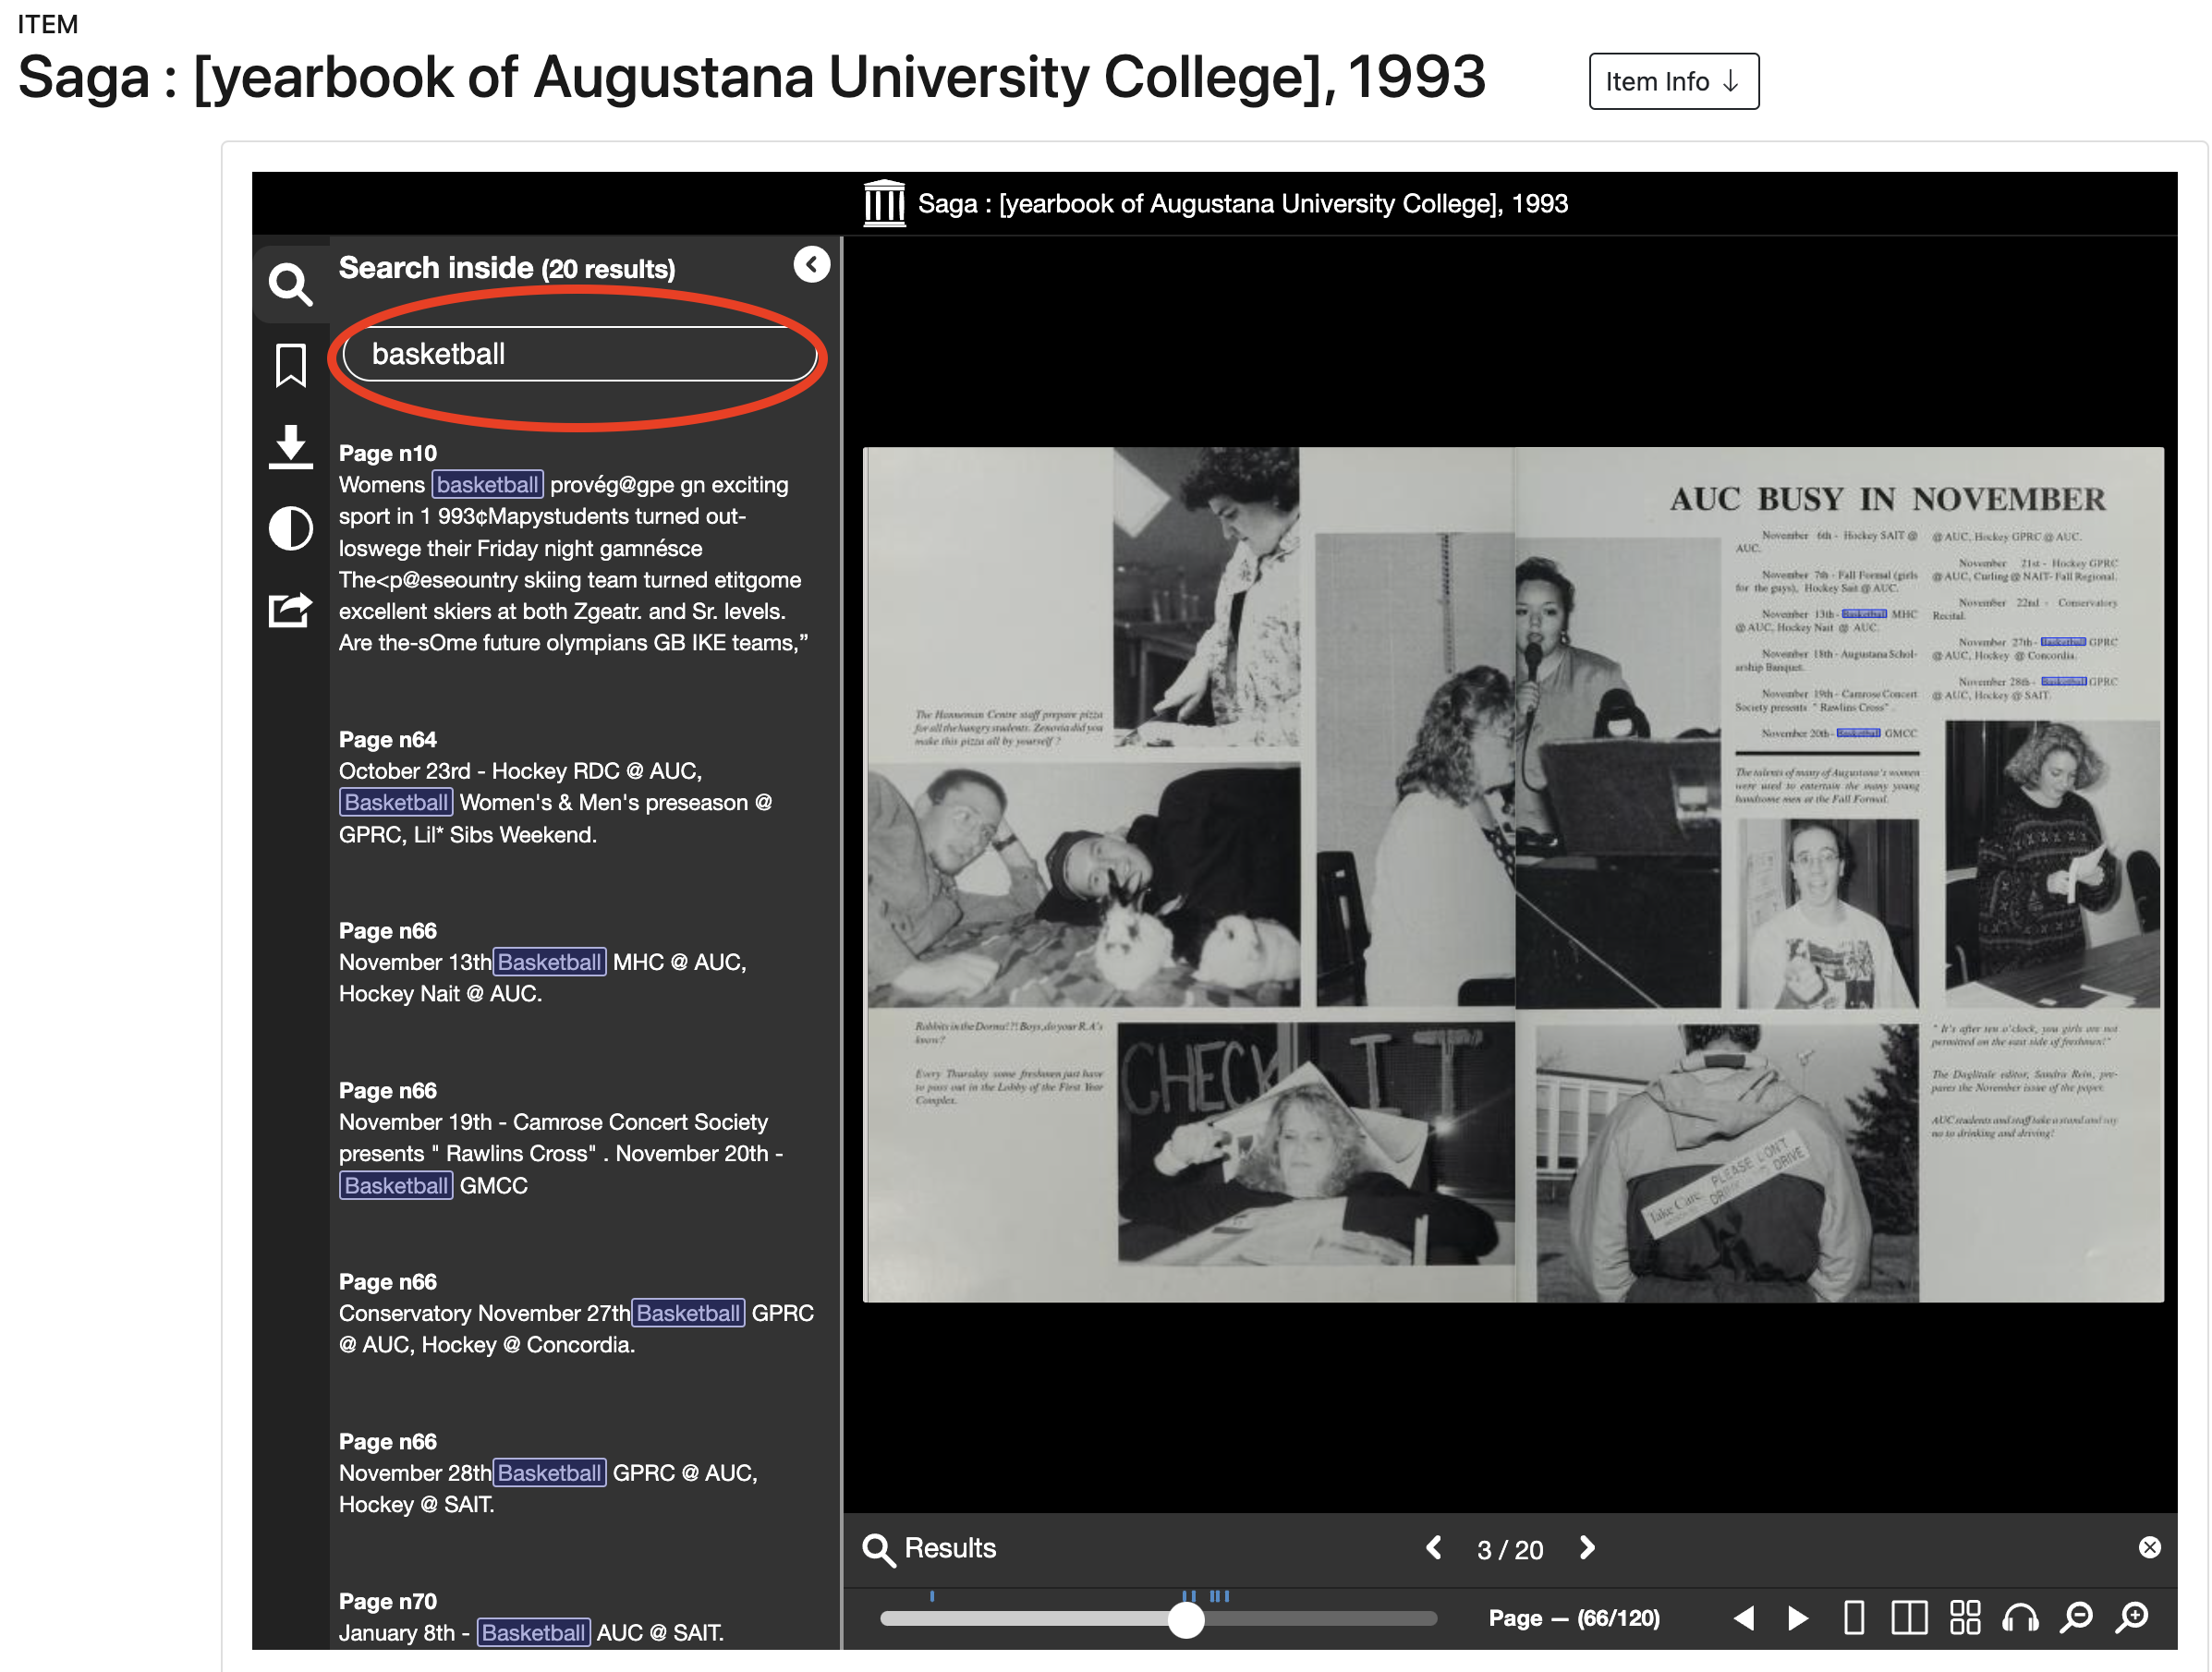 ITEM
Saga : [yearbook of Augustana University College], 1993
Item Info ↓
Saga : [yearbook of Augustana University College], 1993
Search inside (20 results)
basketball
Page n10
Womens basketball provég@gpe gn exciting
sport in 1 993¢Mapystudents turned out-
loswege their Friday night gamnésce
The<p@eseountry skiing team turned etitgome
excellent skiers at both Zgeatr. and Sr. levels.
Are the-sOme future olympians GB IKE teams,”
Page n64
October 23rd - Hockey RDC @ AUC,
Basketball Women's & Men's preseason @
GPRC, Lil* Sibs Weekend.
Page n66
November 13thBasketball MHC @ AUC,
Hockey Nait @ AUC.
Page n66
November 19th - Camrose Concert Society
presents " Rawlins Cross" . November 20th -
Basketball GMCC
Page n66
Conservatory November 27thBasketball GPRC
@ AUC, Hockey @ Concordia.
Page n66
November 28thBasketball GPRC @ AUC,
Hockey @ SAIT.
Page n70
January 8th - Basketball AUC @ SAIT.
AUC BUSY IN NOVEMBER
November 6th - Hockey SAIT @
AUC.
November 7th - Fall Formal (girls
for the guys), Hockey Sait @ AUC.
November 13th- Basketball MHC
@ AUC, Hockey Nait @ AUC.
November 18th - Augustana Schol-
arship Banquet.
November 19th - Camrose Concert
Society presents " Rawlins Cross" .
November 20th - Basketball GMCC
@ AUC, Hockey GPRC @ AUC.
November 21st - Hockey GPRC
@ AUC, Curling @ NAIT- Fall Regional.
November 22nd - Conservatory
Recital.
November 27th- Basketball GPRC
@ AUC, Hockey @ Concordia.
November 28th- Basketball GPRC
@ AUC, Hockey @ SAIT.
The talents of many of Augustana's women
were used to entertain the many young
handsome men at the Fall Formal.
The Hanneman Centre staff prepare pizza
for all the hungry students. Zenovia did you
make this pizza all by yourself ?
Rabbits in the Dorms!?! Boys, do your R.A's
know?
Every Thursday some freshmen just have
to pass out in the Lobby of the First Year
Complex.
CHECK IT
Take Care, PLEASE DON'T
DRIVE
" It's after ten o'clock, you girls are not
permitted on the east side of freshmen!"
The Dagligtale editor, Sandra Rein, pre-
pares the November issue of the paper.
AUC students and staff take a stand and say
no to drinking and driving!
Results
3 / 20
Page — (66/120)